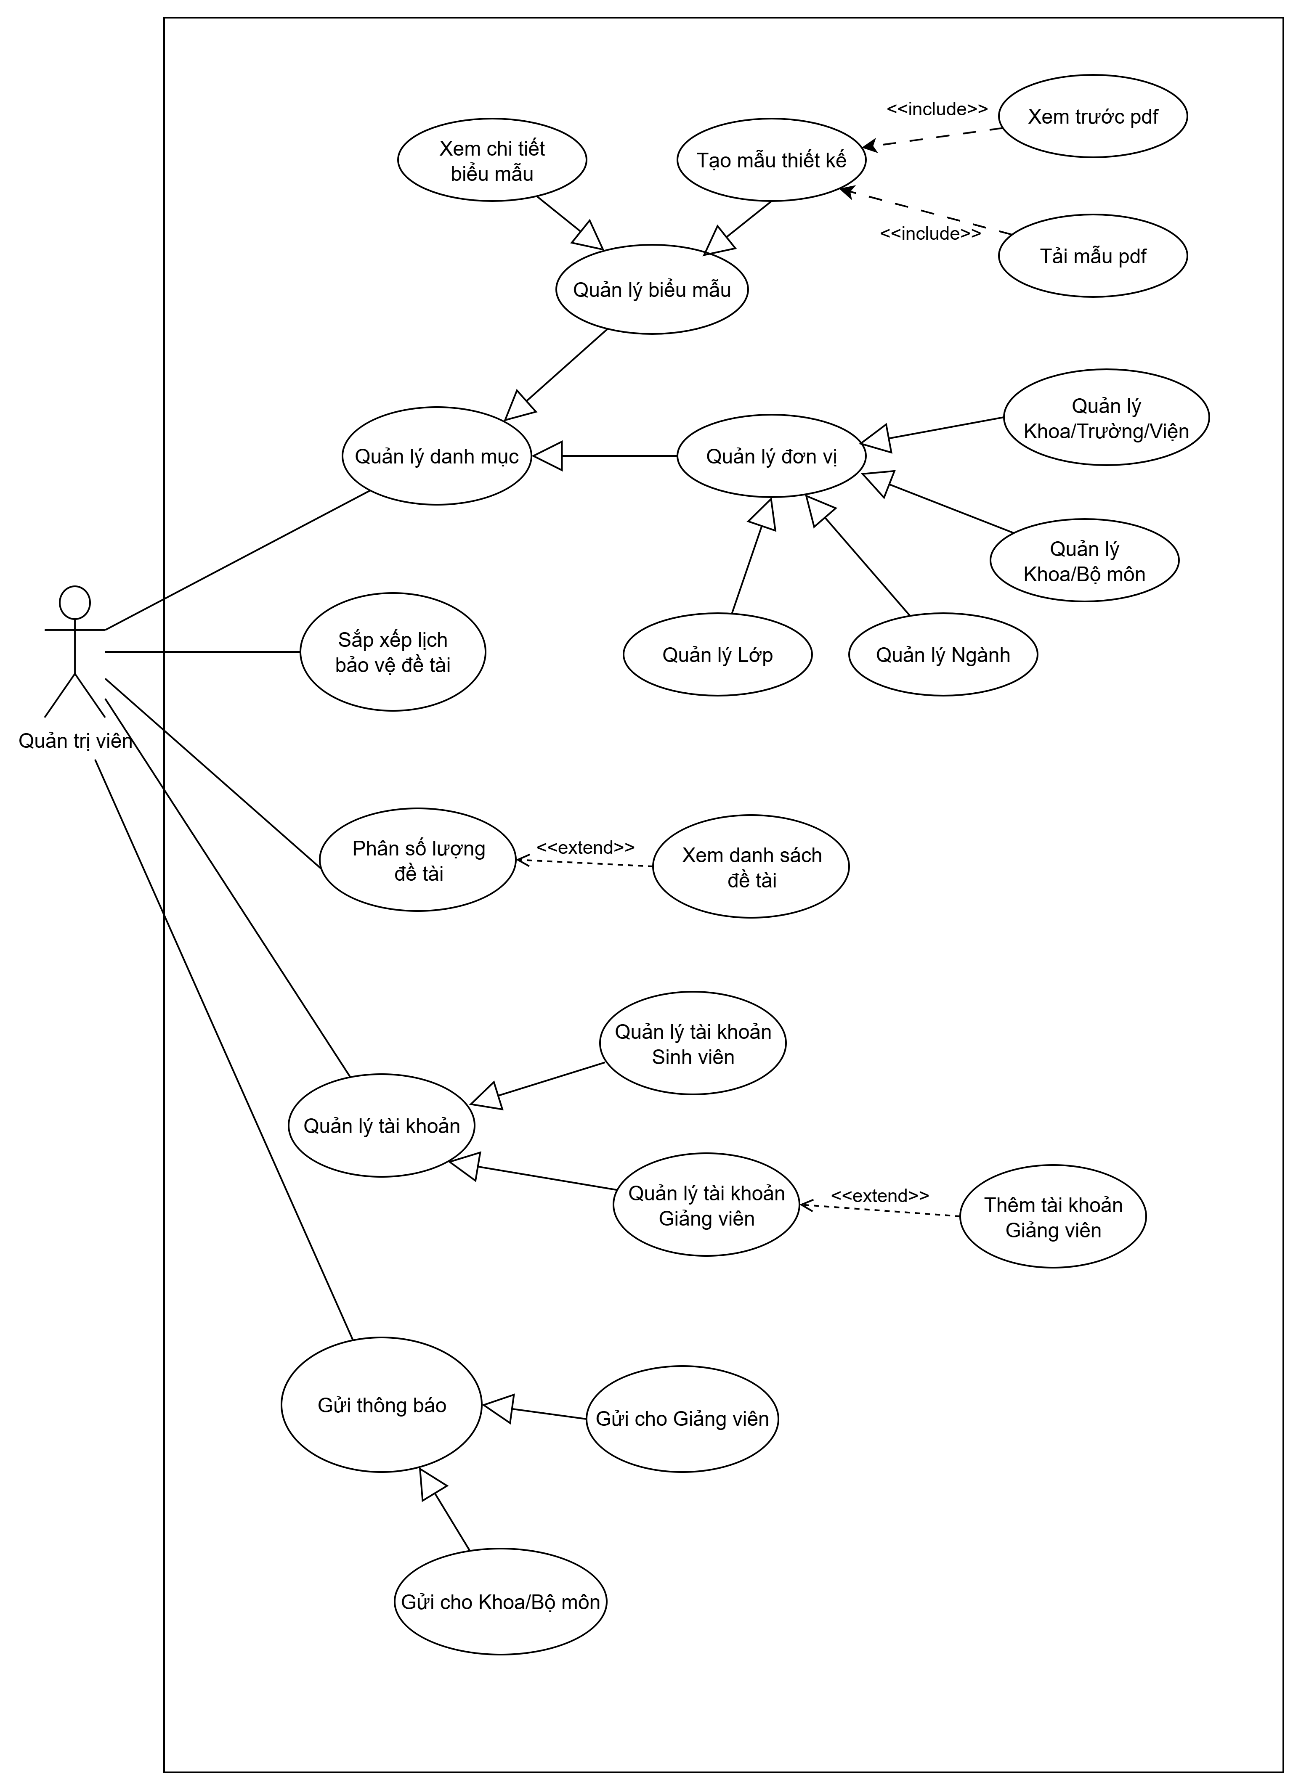 <<include>>
Xem trước pdf
Xem chi tiết
biểu mẫu
Tạo mẫu thiết kế
<<include>>
Tải mẫu pdf
Quản lý biểu mẫu
Quản lý
Khoa/Trường/Viện
Quản lý danh mục
Quản lý đơn vị
Quản lý
Khoa/Bộ môn
Sắp xếp lịch
bảo vệ đề tài
Quản lý Lớp
Quản lý Ngành
Quản trị viên
Phân số lượng
đề tài
<<extend>>
Xem danh sách
đề tài
Quản lý tài khoản
Sinh viên
Quản lý tài khoản
Quản lý tài khoản
Giảng viên
<<extend>>
Thêm tài khoản
Giảng viên
Gửi thông báo
Gửi cho Giảng viên
Gửi cho Khoa/Bộ môn